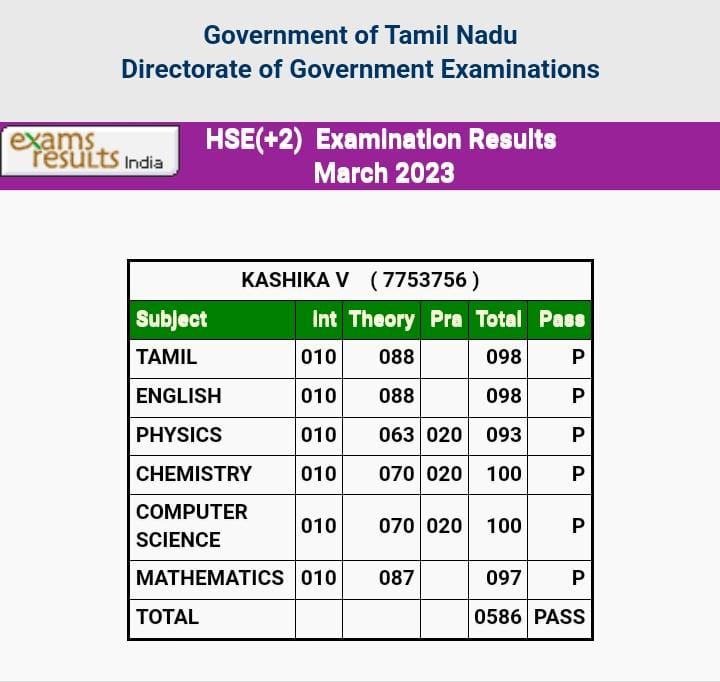 Government of Tamil Nadu
Directorate of Government Examinations
exams results India
HSE(+2) Examination Results
March 2023
KASHIKA V ( 7753756 )
Subject Int Theory Pra Total Pass
TAMIL 010 088 098 P
ENGLISH 010 088 098 P
PHYSICS 010 063 020 093 P
CHEMISTRY 010 070 020 100 P
COMPUTER SCIENCE 010 070 020 100 P
MATHEMATICS 010 087 097 P
TOTAL 0586 PASS